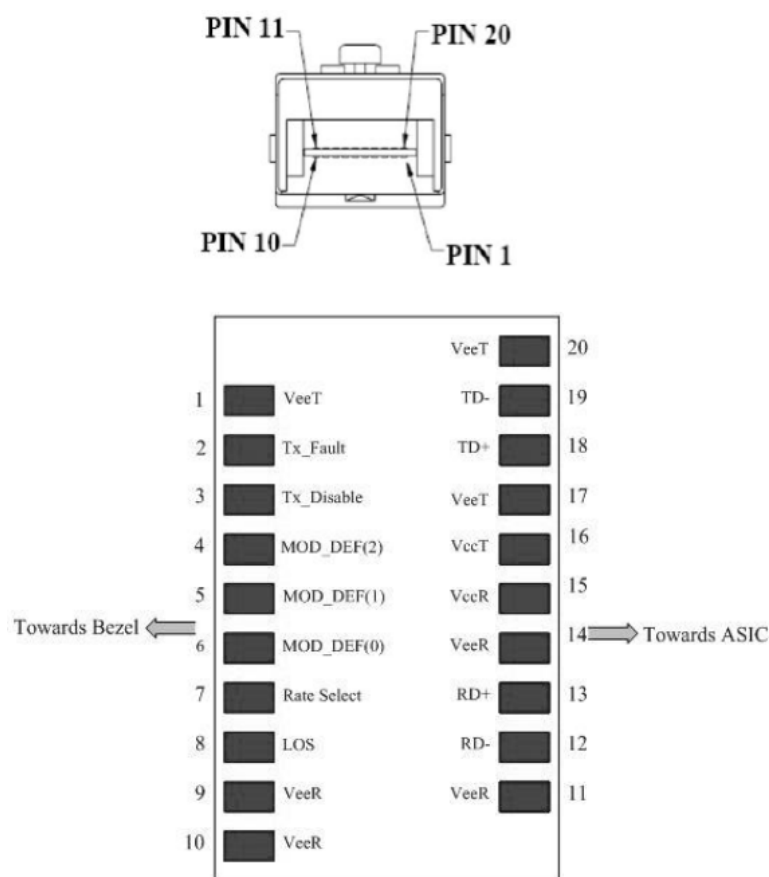 PIN 11
PIN 20
PIN 10
PIN 1
VeeT 20
1 VeeT TD- 19
2 Tx_Fault TD+ 18
3 Tx_Disable VeeT 17
4 MOD_DEF(2) VccT 16
5 MOD_DEF(1) VccR 15
Towards Bezel 6 MOD_DEF(0) VeeR 14 Towards ASIC
7 Rate Select RD+ 13
8 LOS RD- 12
9 VeeR VeeR 11
10 VeeR